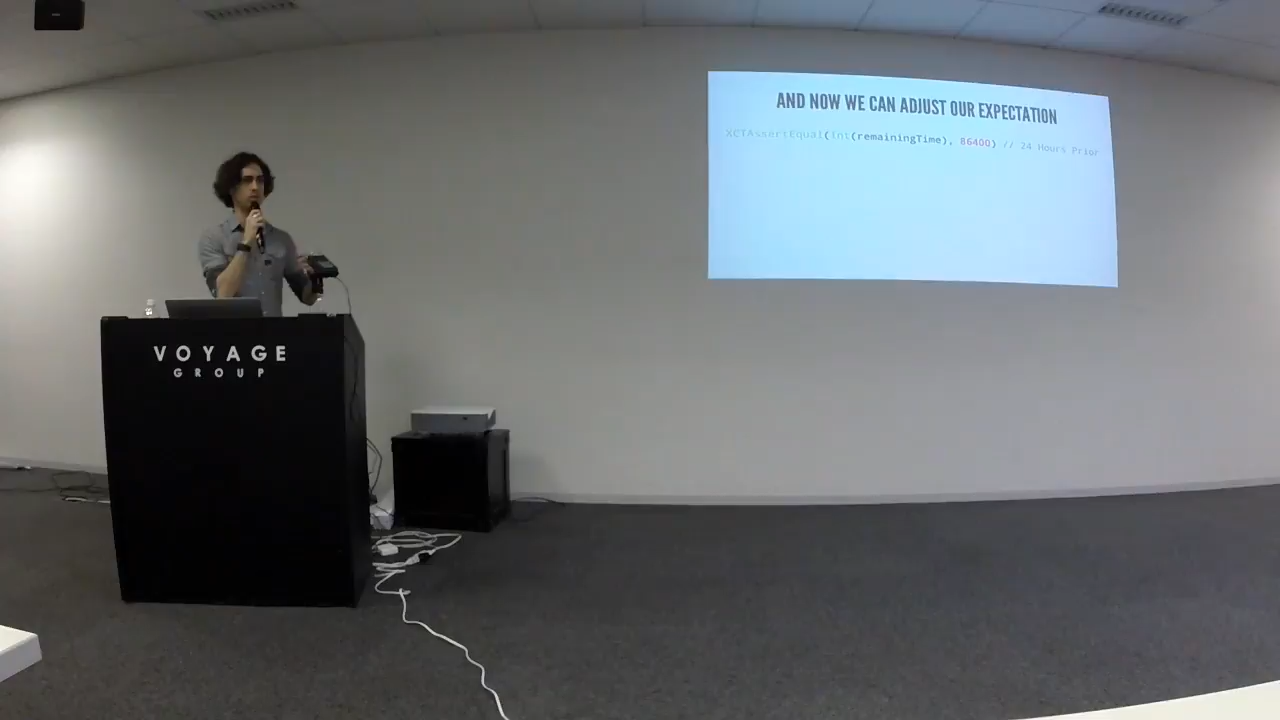 AND NOW WE CAN ADJUST OUR EXPECTATION
XCTAssertEqual(Int(remainingTime), 86400) // 24 Hours Prior
VOYAGE
GROUP